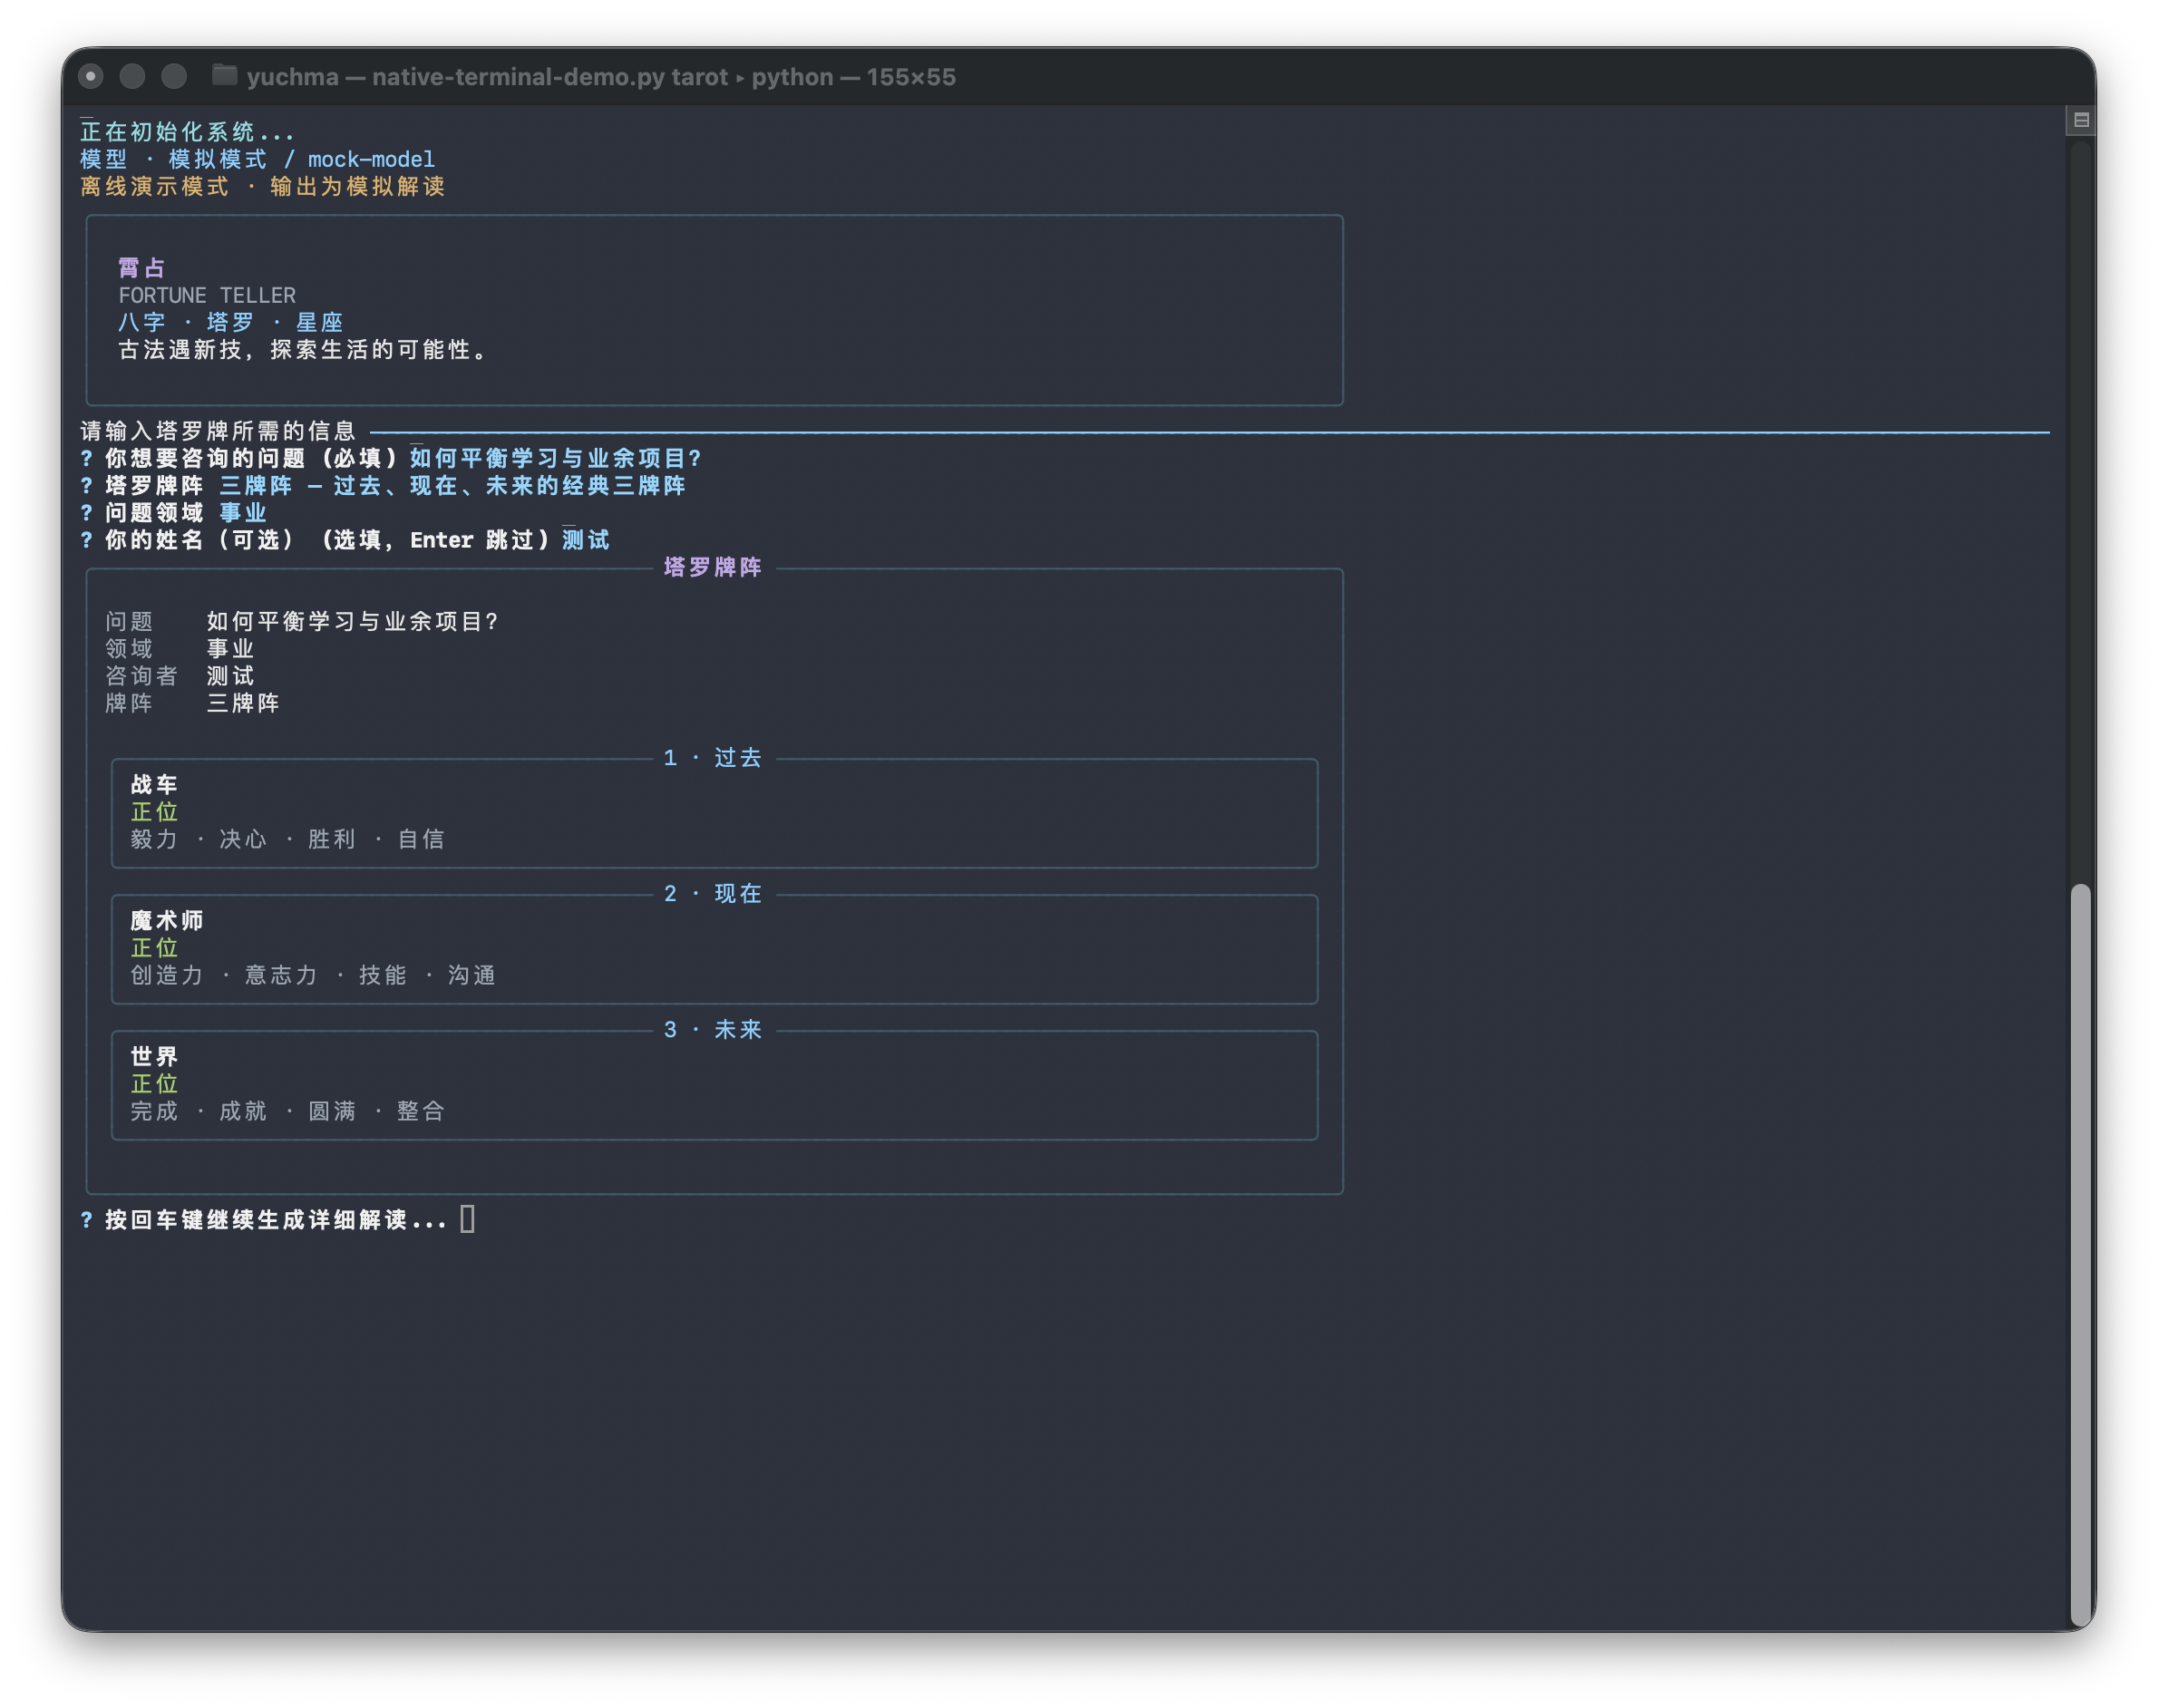 yuchma — native-terminal-demo.py tarot ▸ python — 155×55
正在初始化系统...
模型 · 模拟模式 / mock-model
离线演示模式 · 输出为模拟解读
霄占
FORTUNE TELLER
八字 · 塔罗 · 星座
古法遇新技，探索生活的可能性。
请输入塔罗牌所需的信息
? 你想要咨询的问题（必填）如何平衡学习与业余项目?
? 塔罗牌阵 三牌阵 — 过去、现在、未来的经典三牌阵
? 问题领域 事业
? 你的姓名（可选）（选填，Enter 跳过）测试
塔罗牌阵
问题 如何平衡学习与业余项目?
领域 事业
咨询者 测试
牌阵 三牌阵
1 · 过去
战车
正位
毅力 · 决心 · 胜利 · 自信
2 · 现在
魔术师
正位
创造力 · 意志力 · 技能 · 沟通
3 · 未来
世界
正位
完成 · 成就 · 圆满 · 整合
? 按回车键继续生成详细解读...